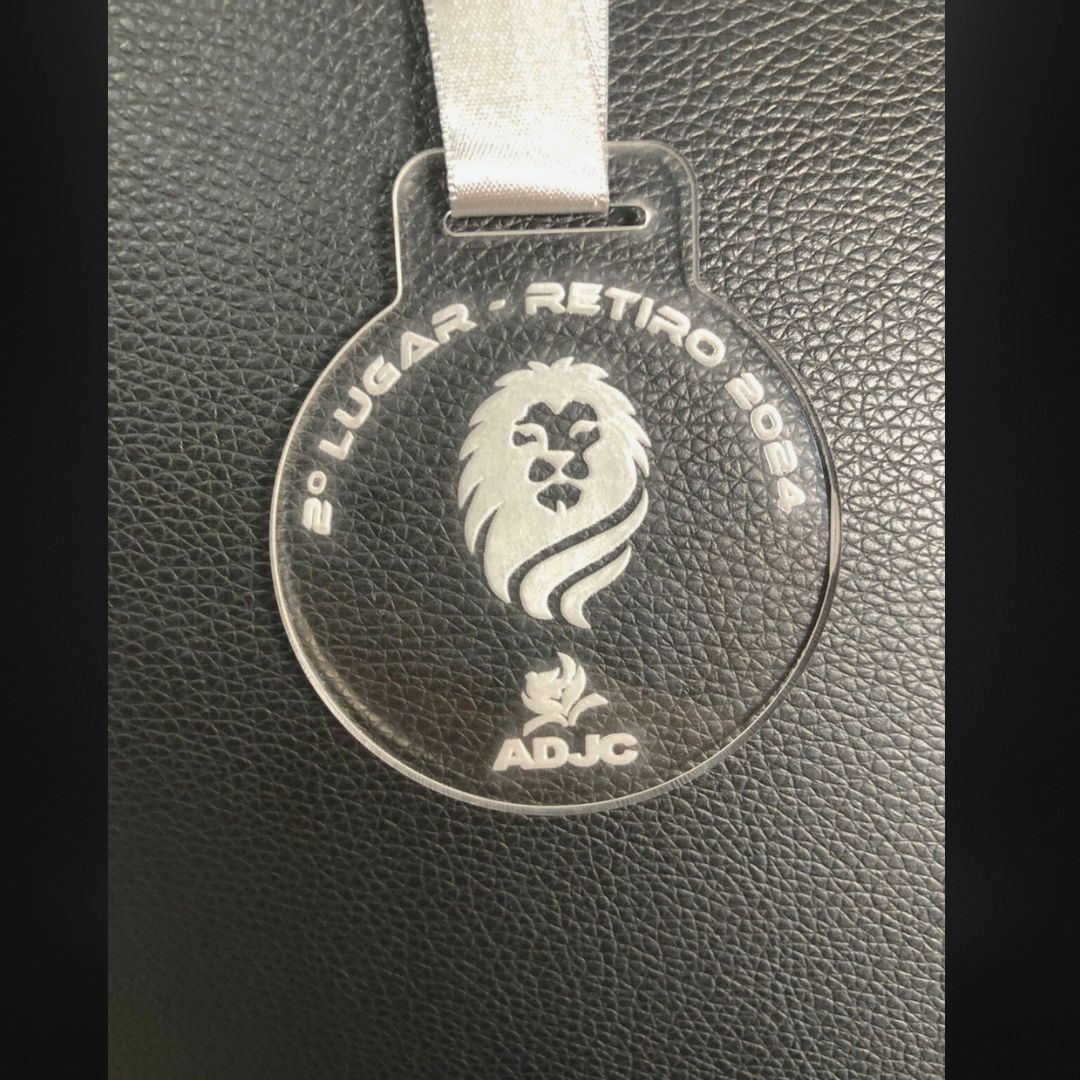 2º LUGAR - RETIRO 2024
ADJC